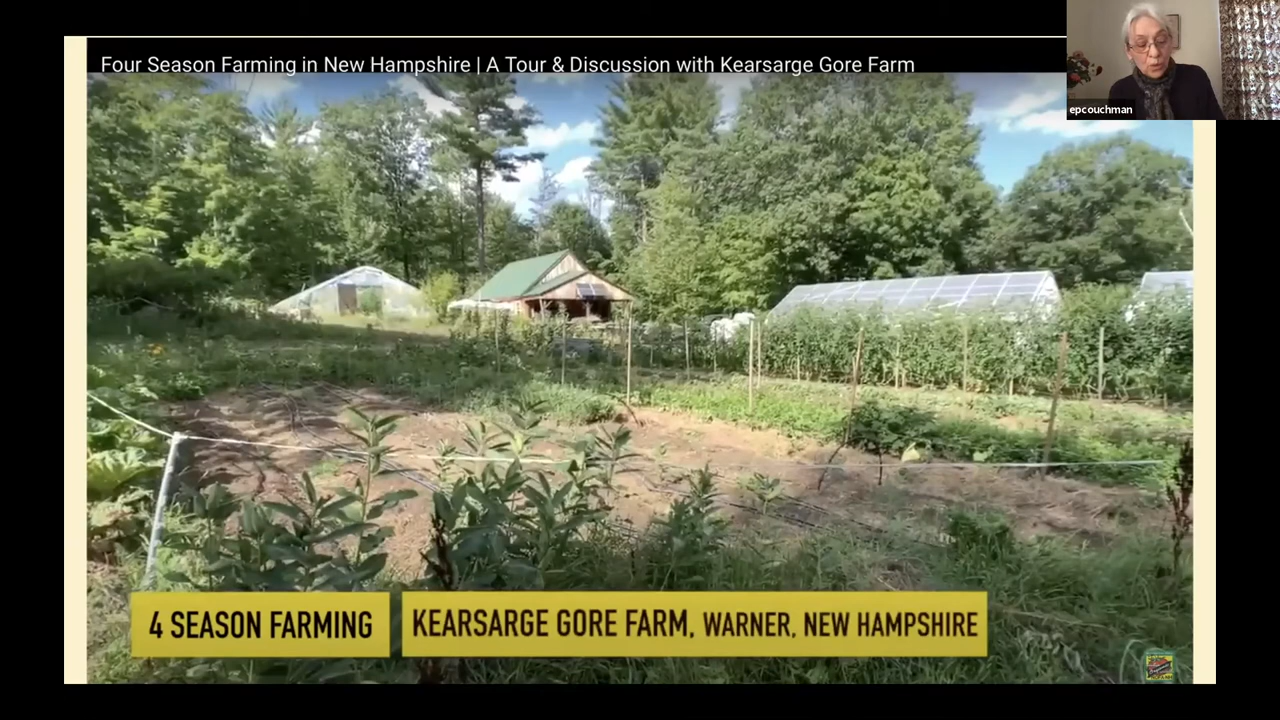 Four Season Farming in New Hampshire | A Tour & Discussion with Kearsarge Gore Farm
epcouchman
4 SEASON FARMING
KEARSARGE GORE FARM, WARNER, NEW HAMPSHIRE